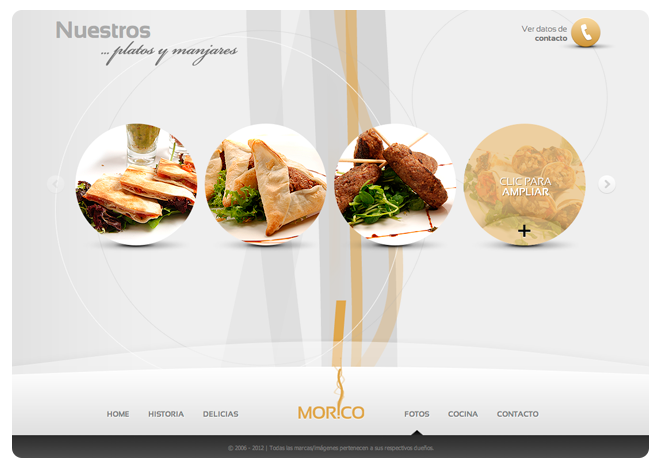 Nuestros
... platos y manjares
Ver datos de
contacto
CLIC PARA
AMPLIAR
MORICO
HOME HISTORIA DELICIAS FOTOS COCINA CONTACTO
© 2006 - 2012 | Todas las marcas/imágenes pertenecen a sus respectivos dueños.